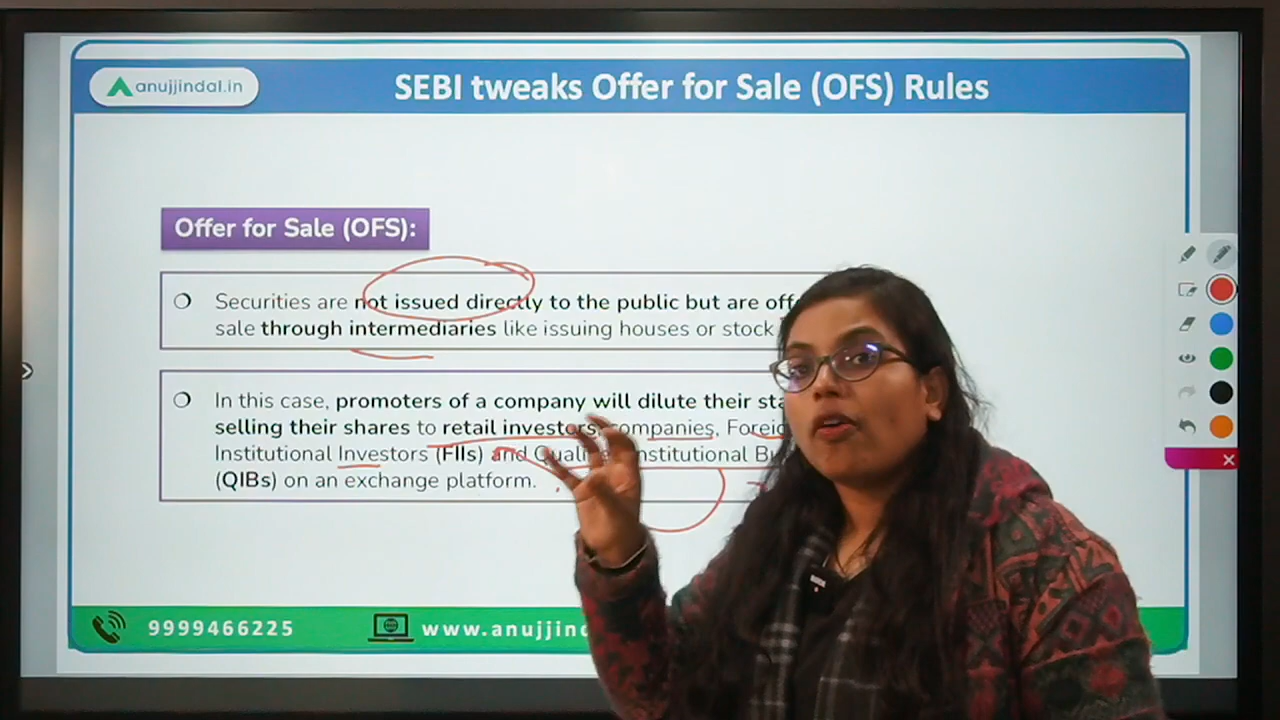 anujjindal.in
SEBI tweaks Offer for Sale (OFS) Rules
Offer for Sale (OFS):
Securities are not issued directly to the public but are
sale through intermediaries like issuing houses or stock
In this case, promoters of a company will dilute their
selling their shares to retail investors, companies,
Institutional Investors (FIIs) and Institutional
(QIBs) on an exchange platform.
9999466225